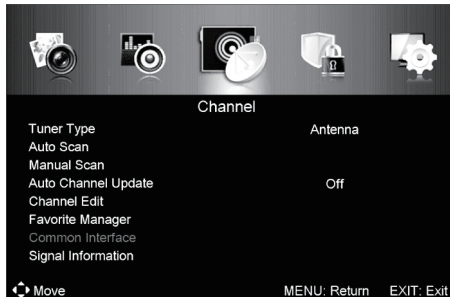 Channel
Tuner Type Antenna
Auto Scan
Manual Scan
Auto Channel Update Off
Channel Edit
Favorite Manager
Common Interface
Signal Information
Move MENU: Return EXIT: Exit